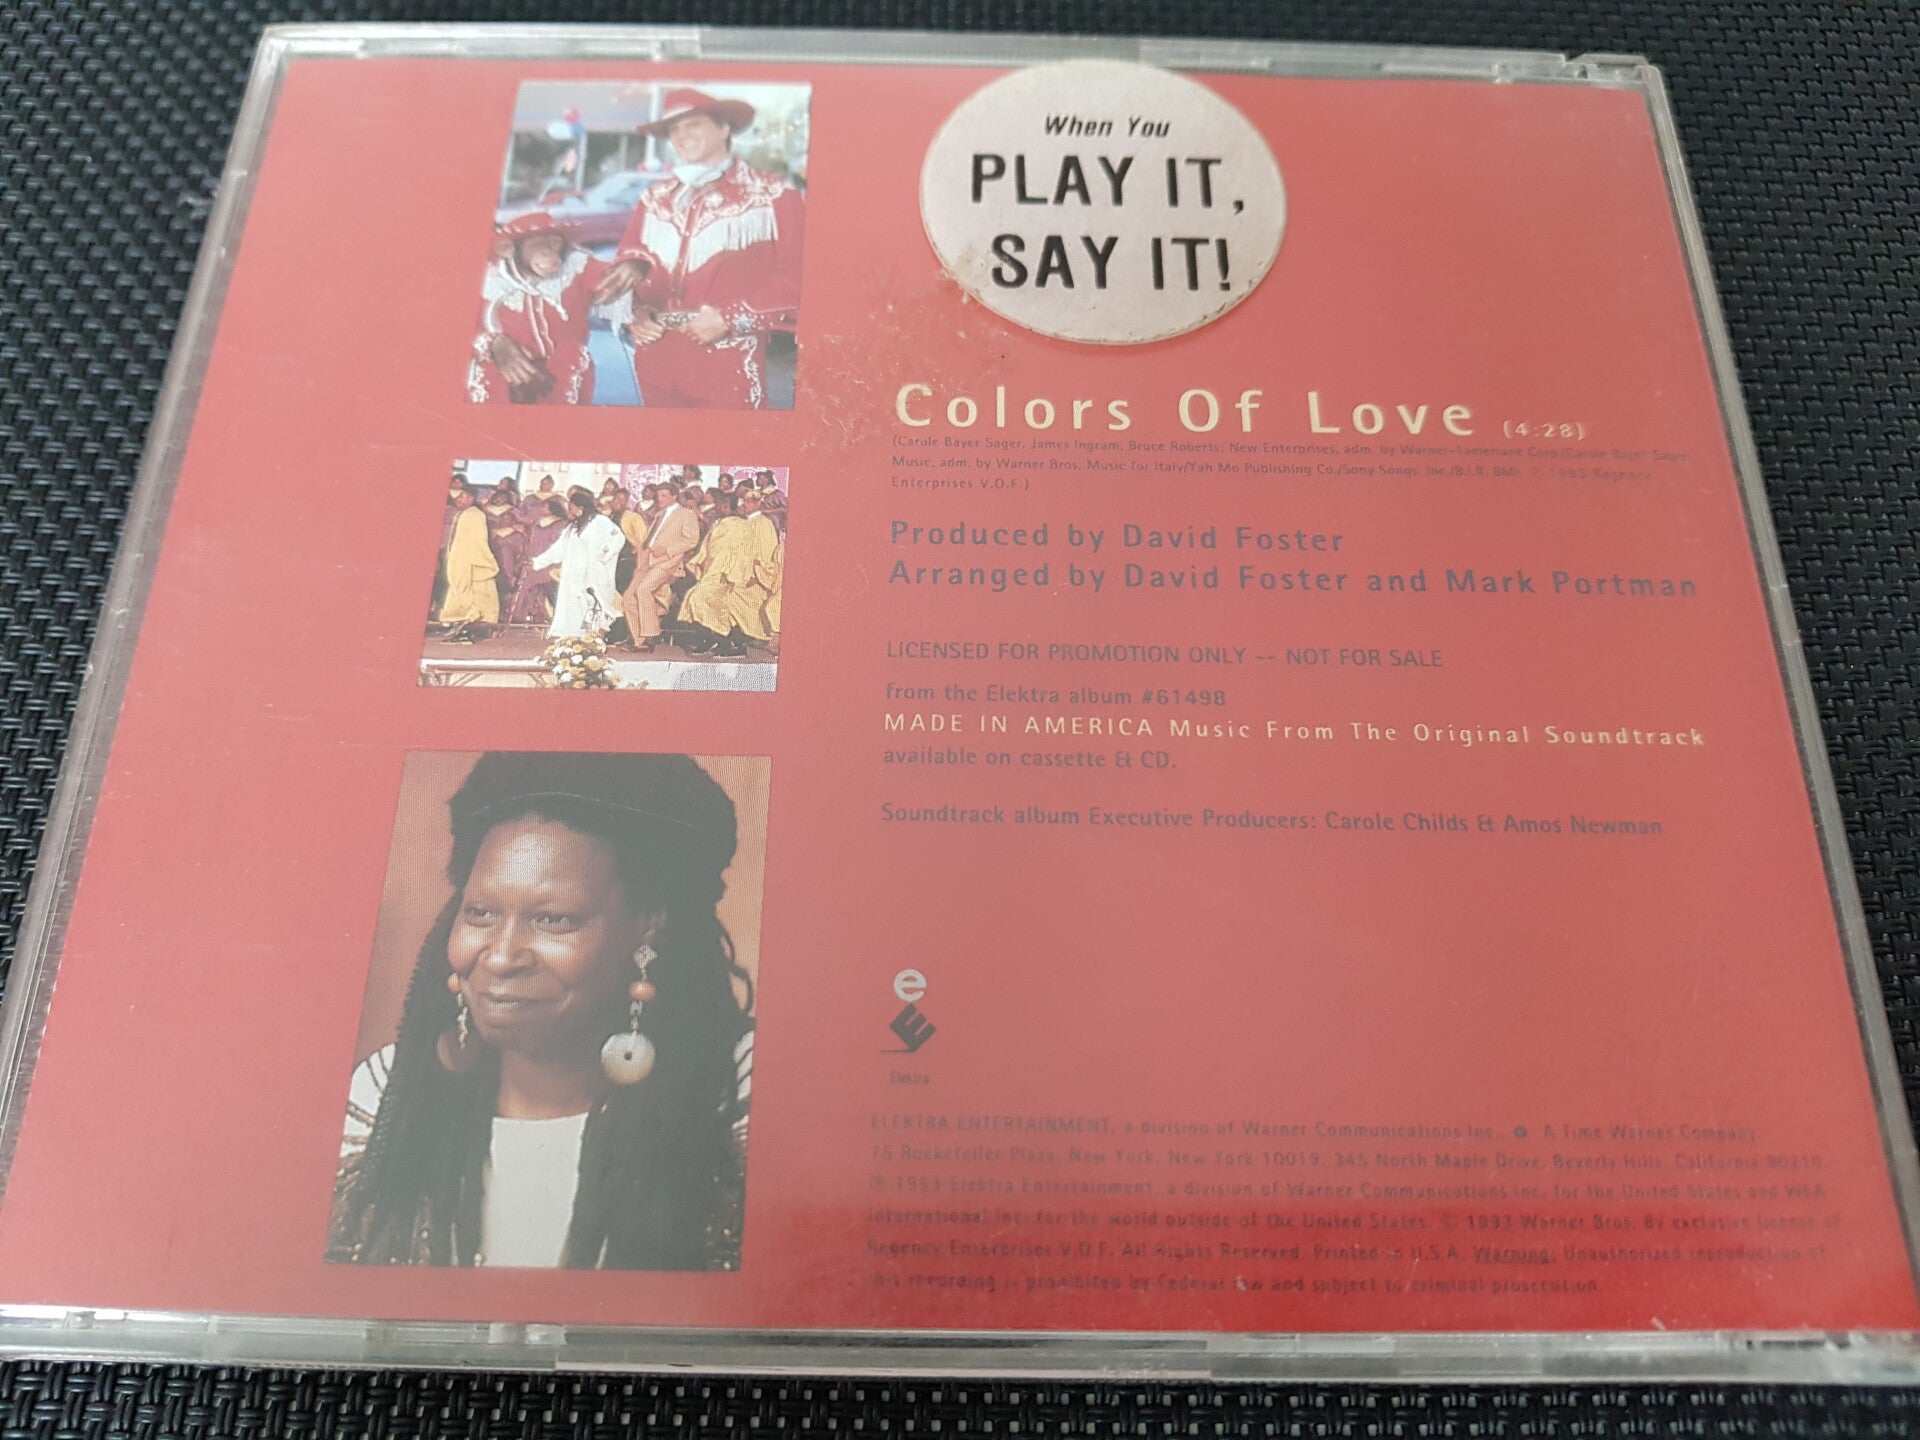 When You
PLAY IT,
SAY IT!
Colors Of Love (4:28)
(Carole Bayer Sager, James Ingram, Bruce Roberts; New Enterprises, adm. by Warner-Tamerlane Corp./Carole Bayer Sager
Music, adm. by Warner Bros. Music for Italy/Yah Mo Publishing Co./Sony Songs, Inc./B.I.R. BMI. ℗ 1993 Regency
Enterprises V.O.F.)
Produced by David Foster
Arranged by David Foster and Mark Portman
LICENSED FOR PROMOTION ONLY -- NOT FOR SALE
from the Elektra album #61498
MADE IN AMERICA Music From The Original Soundtrack
available on cassette & CD.
Soundtrack album Executive Producers: Carole Childs & Amos Newman
e
E
Elektra
ELEKTRA ENTERTAINMENT, a division of Warner Communications Inc., A Time Warner Company.
75 Rockefeller Plaza, New York, New York 10019. 345 North Maple Drive, Beverly Hills, California 90210.
℗ 1993 Elektra Entertainment, a division of Warner Communications Inc. for the United States and WEA
International Inc. for the world outside of the United States. © 1993 Warner Bros. By exclusive license of
Regency Enterprises V.O.F. All Rights Reserved. Printed in U.S.A. Warning: Unauthorized reproduction of
this recording is prohibited by Federal law and subject to criminal prosecution.